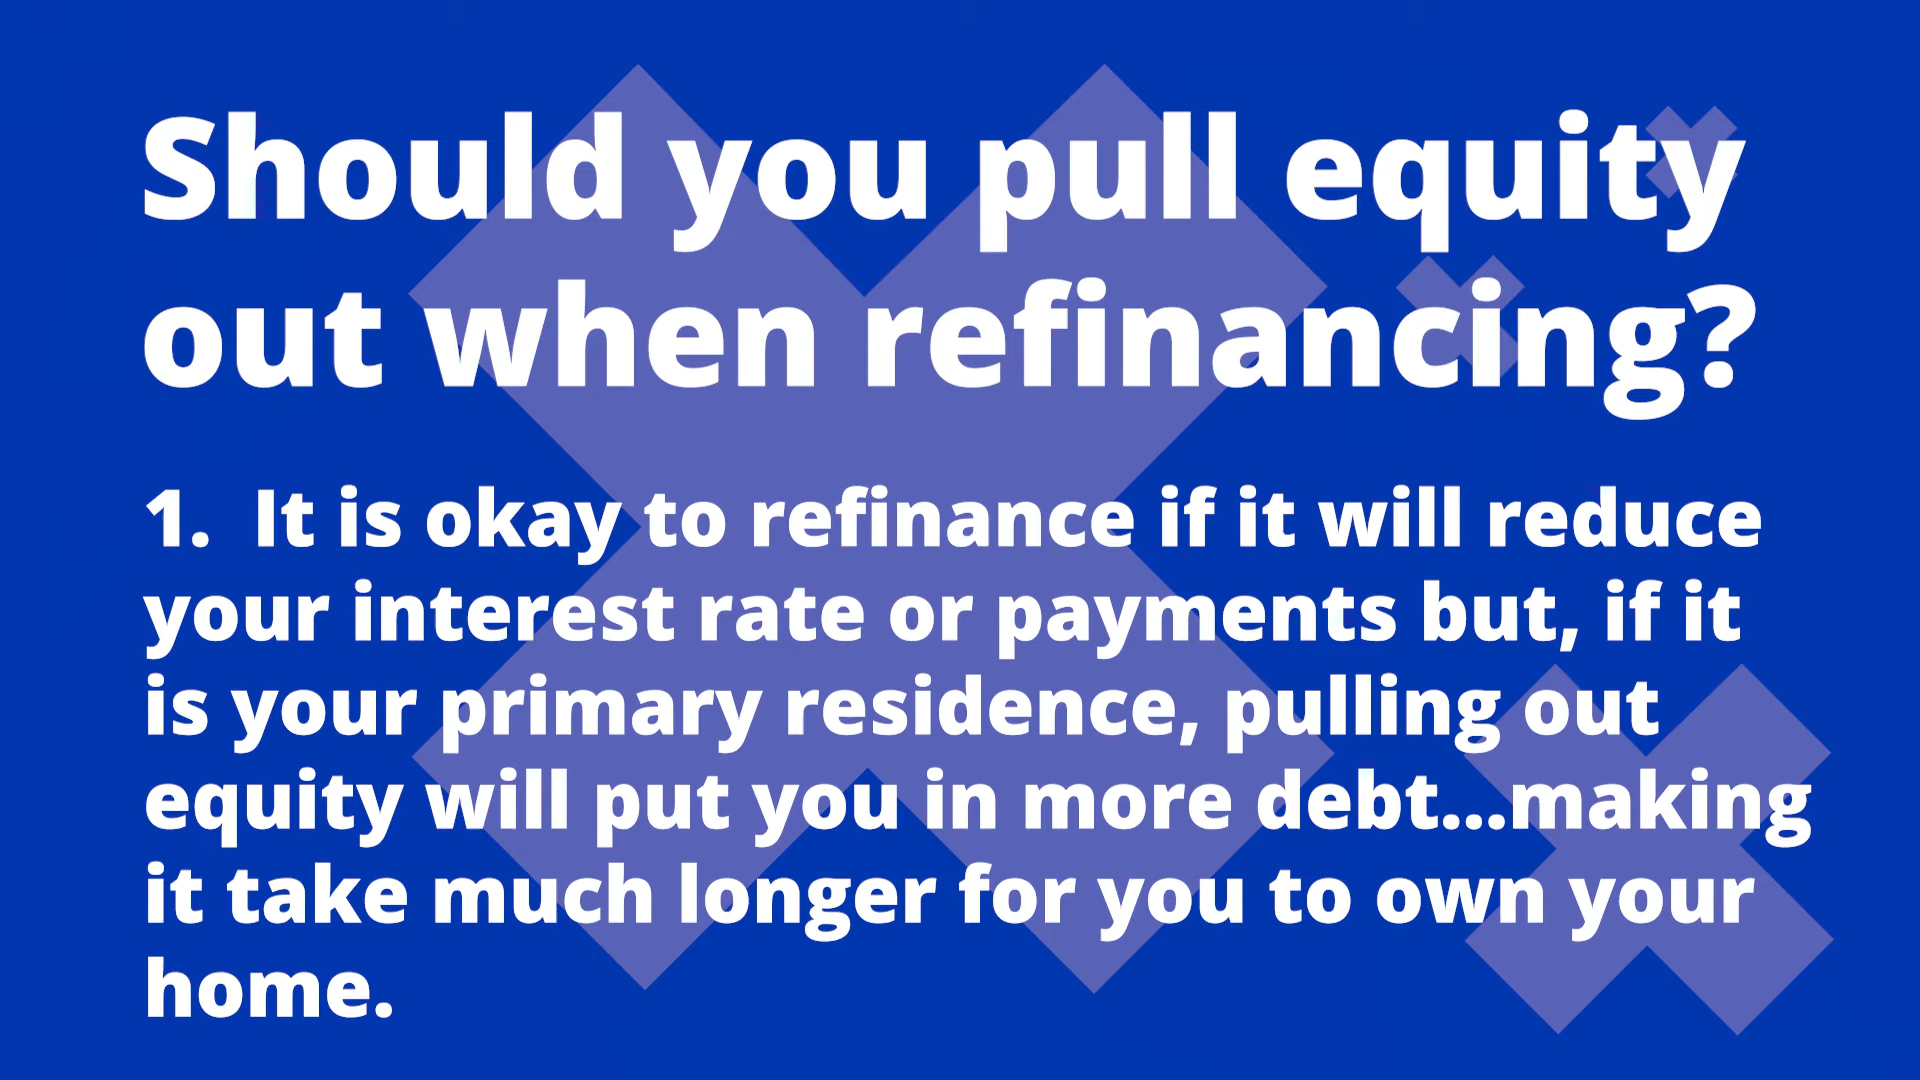 Should you pull equity
out when refinancing?
1. It is okay to refinance if it will reduce
your interest rate or payments but, if it
is your primary residence, pulling out
equity will put you in more debt...making
it take much longer for you to own your
home.